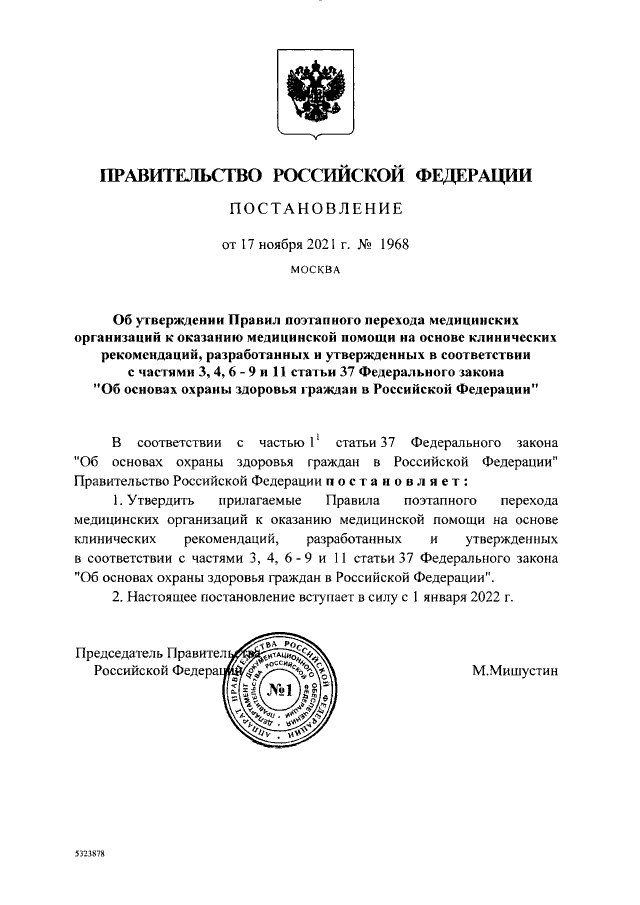 ПРАВИТЕЛЬСТВО РОССИЙСКОЙ ФЕДЕРАЦИИ
ПОСТАНОВЛЕНИЕ
от 17 ноября 2021 г. № 1968
МОСКВА
Об утверждении Правил поэтапного перехода медицинских
организаций к оказанию медицинской помощи на основе клинических
рекомендаций, разработанных и утвержденных в соответствии
с частями 3, 4, 6 - 9 и 11 статьи 37 Федерального закона
"Об основах охраны здоровья граждан в Российской Федерации"
В соответствии с частью 1¹ статьи 37 Федерального закона
"Об основах охраны здоровья граждан в Российской Федерации"
Правительство Российской Федерации постановляет:
1. Утвердить прилагаемые Правила поэтапного перехода
медицинских организаций к оказанию медицинской помощи на основе
клинических рекомендаций, разработанных и утвержденных
в соответствии с частями 3, 4, 6 - 9 и 11 статьи 37 Федерального закона
"Об основах охраны здоровья граждан в Российской Федерации".
2. Настоящее постановление вступает в силу с 1 января 2022 г.
Председатель Правительства
Российской Федерации
М.Мишустин
АППАРАТ ПРАВИТЕЛЬСТВА РОССИЙСКОЙ ФЕДЕРАЦИИ
ДЕПАРТАМЕНТ ДОКУМЕНТАЦИОННОГО ОБЕСПЕЧЕНИЯ
ПРАВИТЕЛЬСТВА РОССИЙСКОЙ ФЕДЕРАЦИИ
№1
5323878